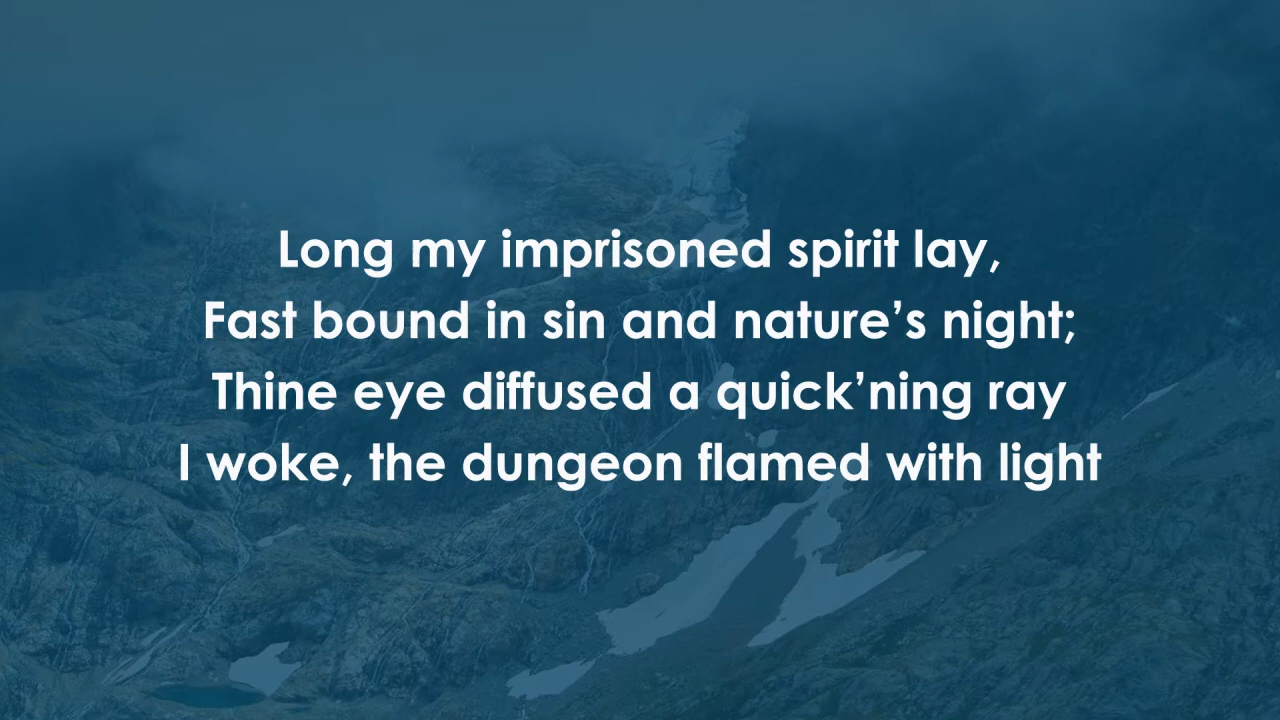 Long my imprisoned spirit lay,
Fast bound in sin and nature’s night;
Thine eye diffused a quick’ning ray
I woke, the dungeon flamed with light